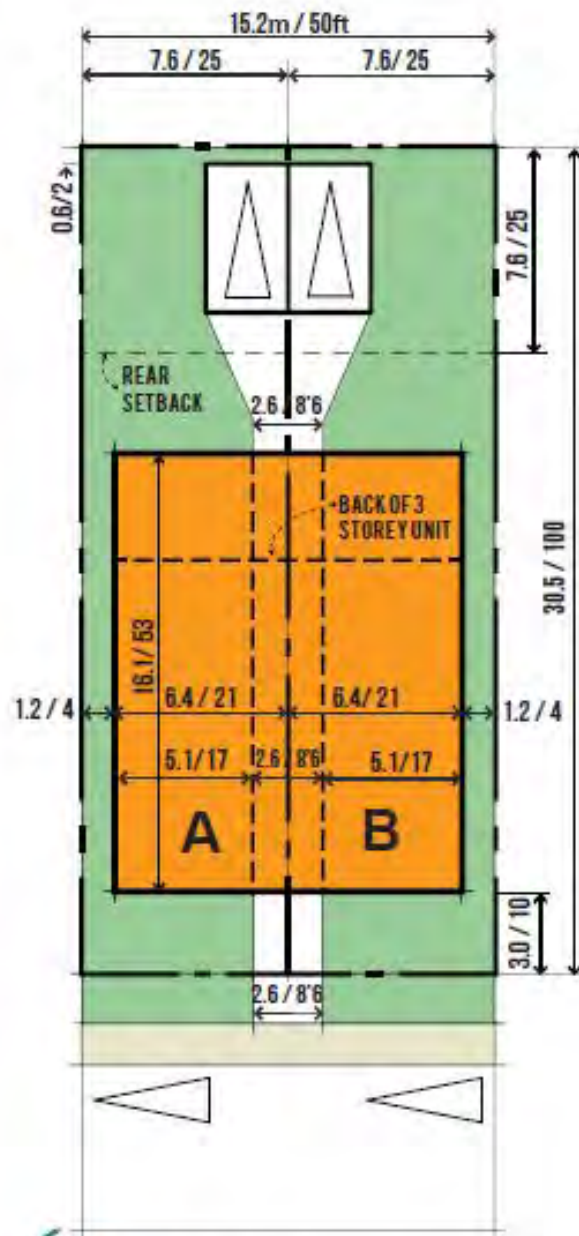 15.2m / 50ft
7.6 / 25
7.6/ 25
0.6/2
7.6 / 25
REAR
SETBACK
2.6 / 8'6
BACK OF 3
STOREY UNIT
30.5 / 100
16.1/ 53
1.2 / 4
6.4 / 21
6.4/ 21
1.2 / 4
5.1/17
2.6 / 8'6
5.1/17
A
B
3.0 / 10
2.6 / 8'6